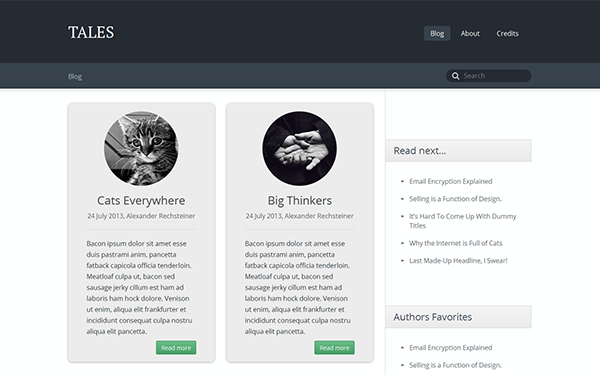 TALES
Blog About Credits
Blog
Search
Cats Everywhere
24 July 2013, Alexander Rechsteiner
Bacon ipsum dolor sit amet esse
duis pastrami anim, pancetta
fatback capicola officia tenderloin.
Meatloaf culpa ut, bacon sed
sausage jerky cillum est ham ad
laboris ham hock dolore. Venison
ut enim, aliqua elit frankfurter et
incididunt consequat culpa nostru
aliqua elit pancetta.
Read more
Big Thinkers
24 July 2013, Alexander Rechsteiner
Bacon ipsum dolor sit amet esse
duis pastrami anim, pancetta
fatback capicola officia tenderloin.
Meatloaf culpa ut, bacon sed
sausage jerky cillum est ham ad
laboris ham hock dolore. Venison
ut enim, aliqua elit frankfurter et
incididunt consequat culpa nostru
aliqua elit pancetta.
Read more
Read next...
Email Encryption Explained
Selling is a Function of Design.
It's Hard To Come Up With Dummy
Titles
Why the Internet is Full of Cats
Last Made-Up Headline, I Swear!
Authors Favorites
Email Encryption Explained
Selling is a Function of Design.